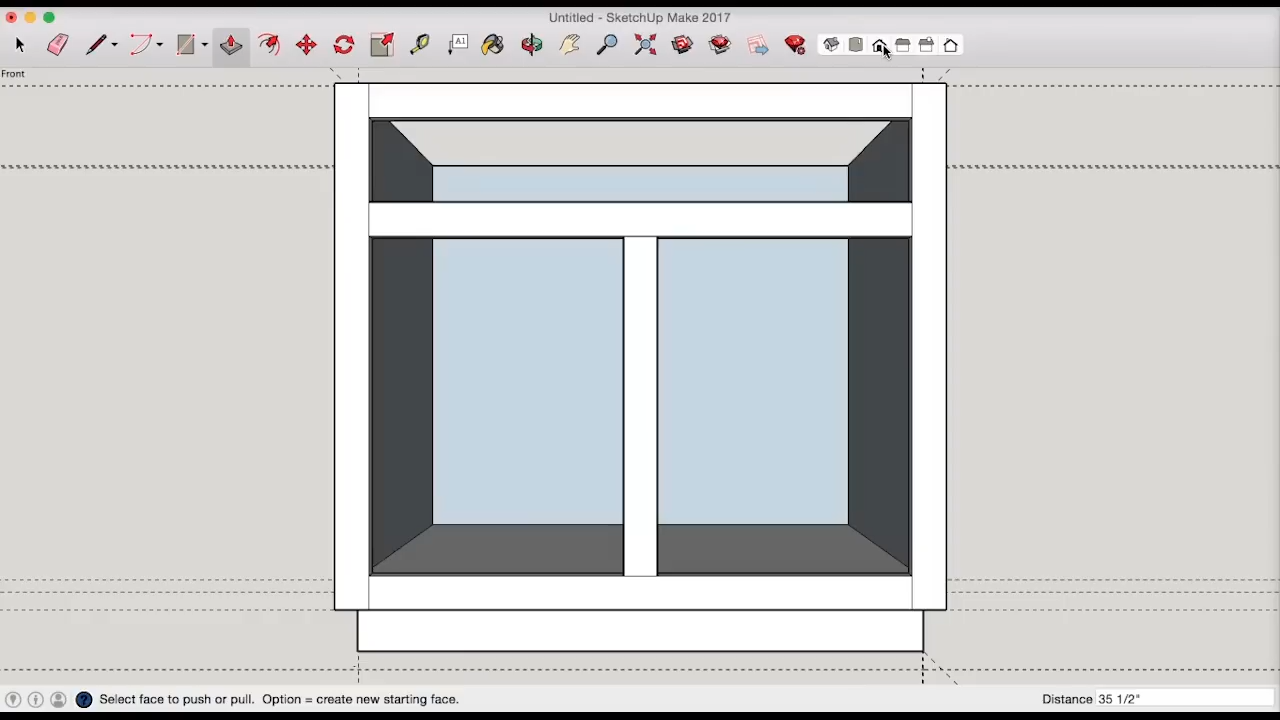 Untitled - SketchUp Make 2017
A1
Front
Select face to push or pull. Option = create new starting face.
Distance 35 1/2"